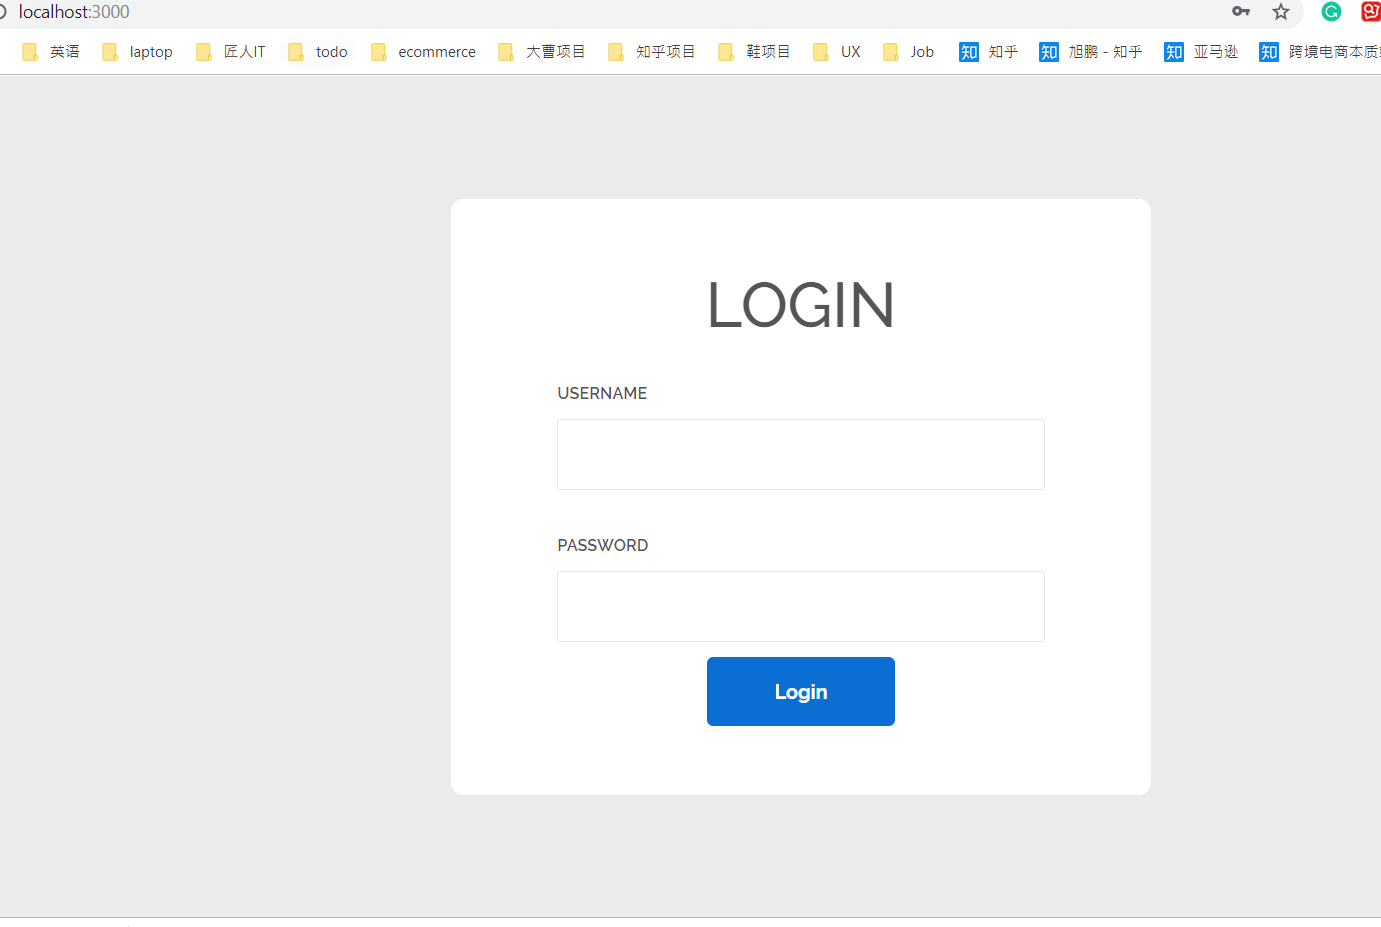 localhost:3000
英语 laptop 匠人IT todo ecommerce 大曹项目 知乎项目 鞋项目 UX Job 知 知乎 知 旭鹏 - 知乎 知 亚马逊 知 跨境电商本质
LOGIN
USERNAME
PASSWORD
Login